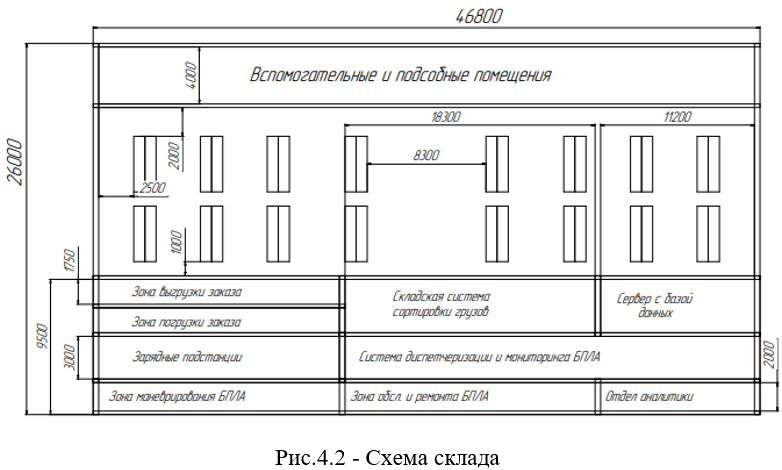 46800
26000
4000
Вспомогательные и подсобные помещения
18300
11200
2000
8300
2500
1000
1750
Зона выгрузки заказа
Складская система
сортировки грузов
Сервер с базой
данных
Зона погрузки заказа
9500
3000
Зарядные подстанции
Система диспетчеризации и мониторинга БПЛА
2000
Зона маневрирования БПЛА
Зона обсл. и ремонта БПЛА
Отдел аналитики
Рис.4.2 - Схема склада